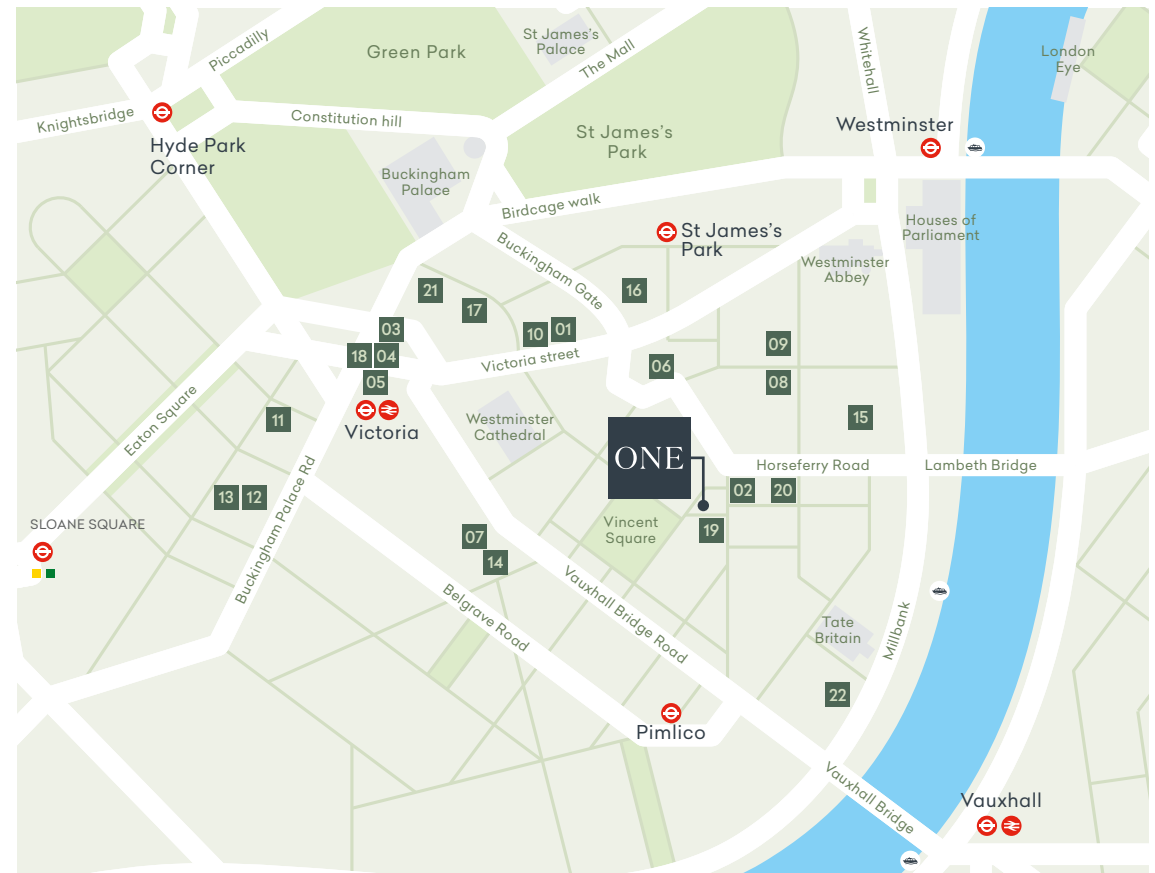 St James's
Palace
Green Park
Piccadilly
The Mall
Whitehall
London
Eye
Knightsbridge
Constitution hill
Westminster
Hyde Park
Corner
St James's
Park
Buckingham
Palace
Birdcage walk
Houses of
Parliament
St James's
Park
Buckingham Gate
Westminster
Abbey
21
16
17
03
10
01
18
04
Victoria street
09
06
05
08
Victoria
11
Westminster
Cathedral
15
Eaton Square
ONE
Horseferry Road
Lambeth Bridge
13
12
02
20
Buckingham Palace Rd
SLOANE SQUARE
Vincent
Square
19
07
14
Belgrave Road
Vauxhall Bridge Road
Tate
Britain
Millbank
22
Pimlico
Vauxhall Bridge
Vauxhall